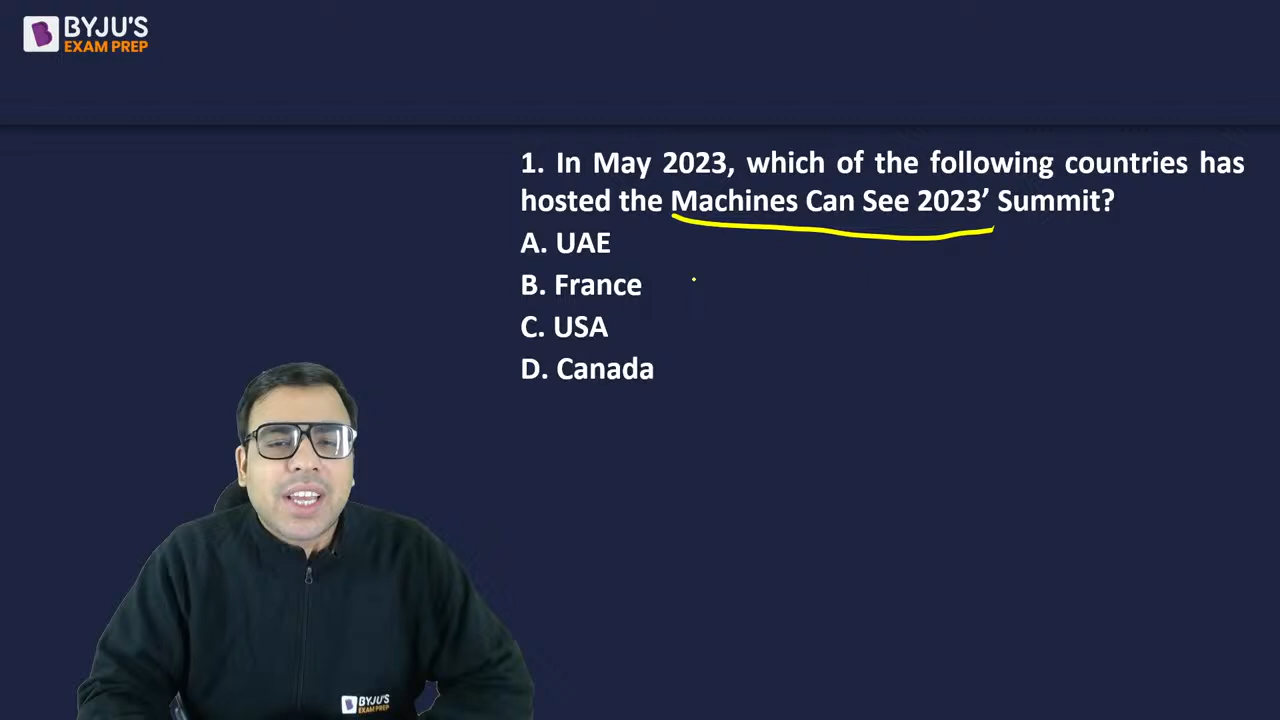 BYJU'S
EXAM PREP
1. In May 2023, which of the following countries has
hosted the Machines Can See 2023’ Summit?
A. UAE
B. France
C. USA
D. Canada
BYJU'S
EXAM PREP